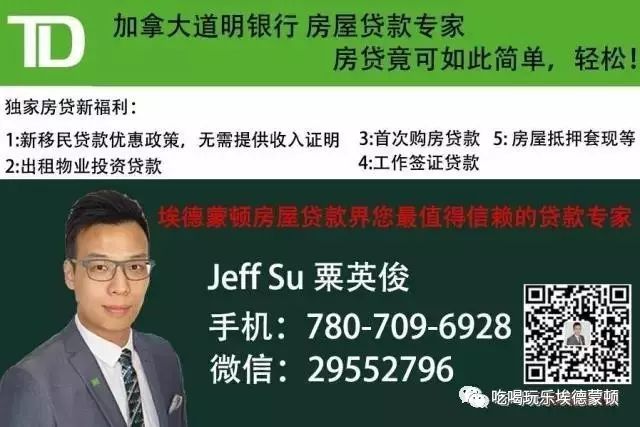 TD
加拿大道明银行 房屋贷款专家
房贷竟可如此简单，轻松！
独家房贷新福利：
1:新移民贷款优惠政策，无需提供收入证明
2:出租物业投资贷款
3:首次购房贷款
4:工作签证贷款
5: 房屋抵押套现等
埃德蒙顿房屋贷款界您最值得信赖的贷款专家
Jeff Su 粟英俊
手机：780-709-6928
微信：29552796
吃喝玩乐埃德蒙顿